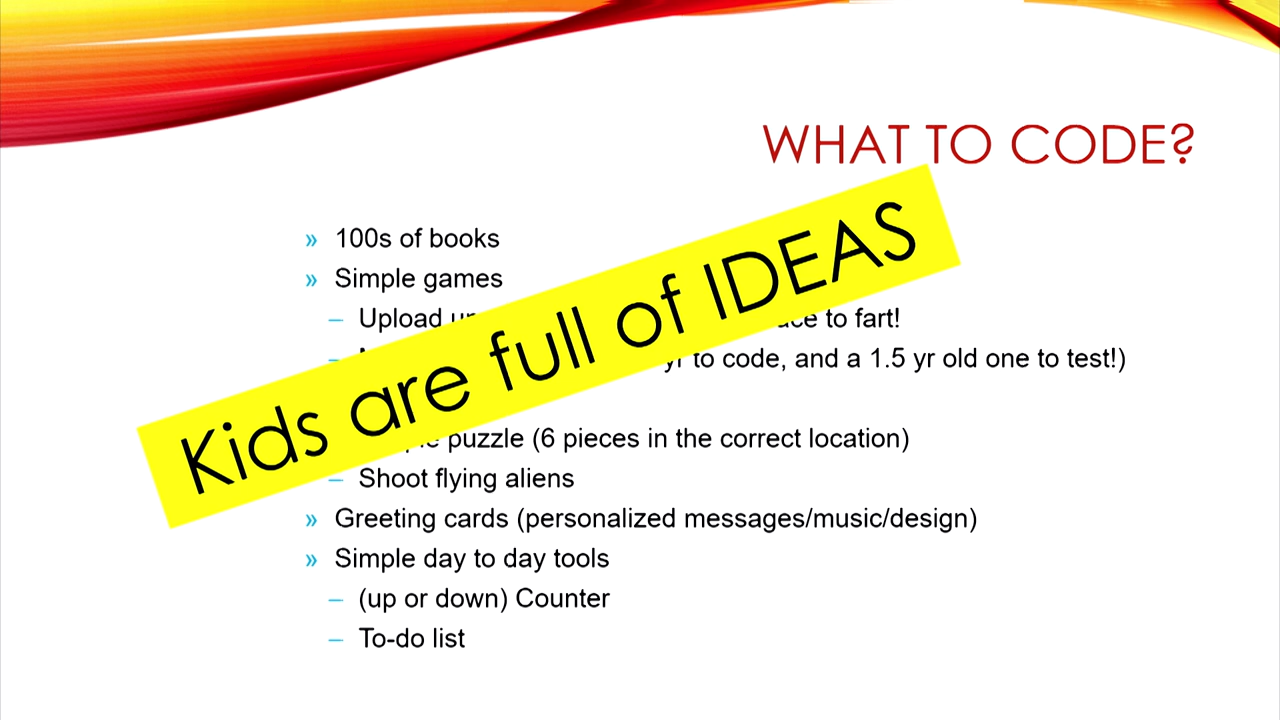 WHAT TO CODE?
» 100s of books
» Simple games
– Upload to fart!
– to code, and a 1.5 yr old one to test!)
Kids are full of IDEAS
puzzle (6 pieces in the correct location)
– Shoot flying aliens
» Greeting cards (personalized messages/music/design)
» Simple day to day tools
– (up or down) Counter
– To-do list